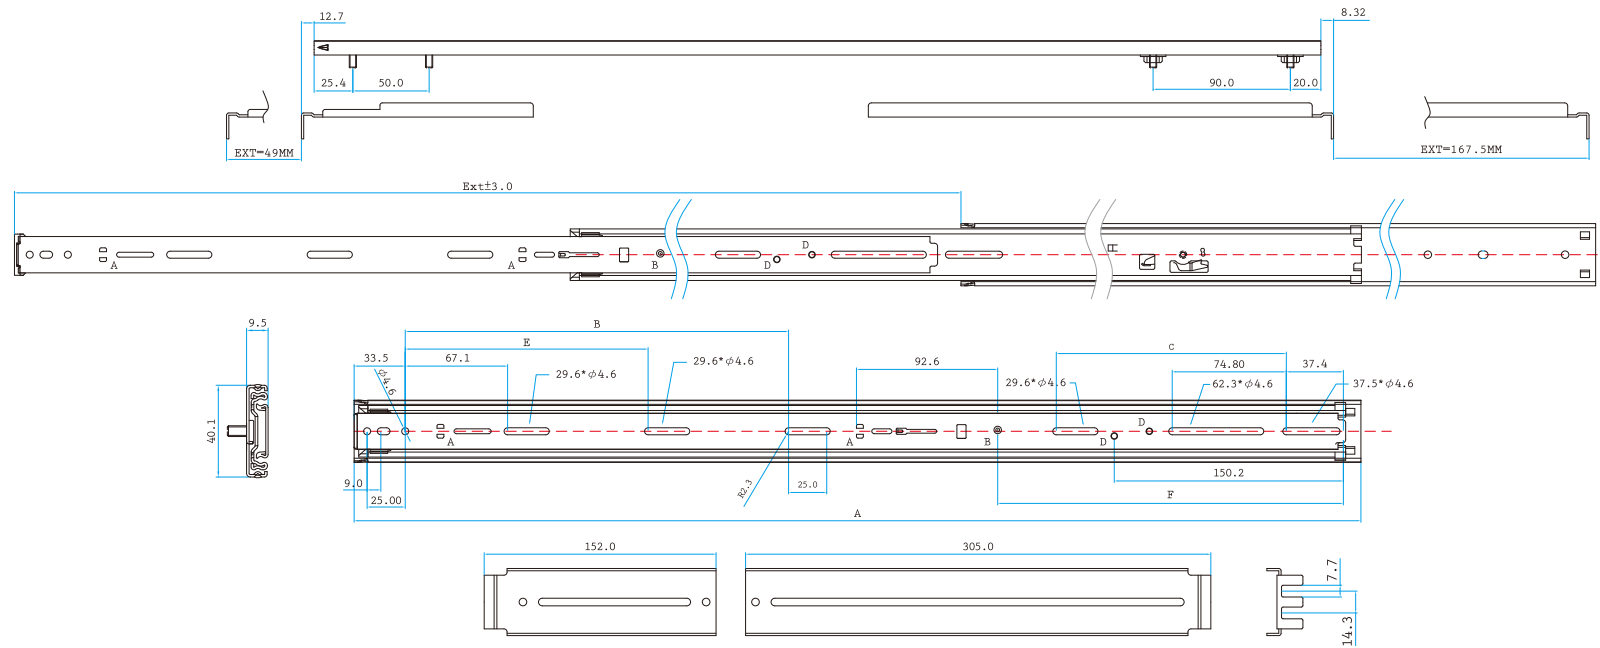 12.7
8.32
25.4
50.0
90.0
20.0
EXT=49MM
EXT=167.5MM
Ext±3.0
A
A
B
D
D
H
9.5
40.1
B
E
C
33.5
67.1
92.6
74.80
37.4
ϕ4.6
29.6*ϕ4.6
29.6*ϕ4.6
29.6*ϕ4.6
62.3*ϕ4.6
37.5*ϕ4.6
A
A
B
D
D
9.0
25.00
R2.3
25.0
150.2
F
A
152.0
305.0
7.7
14.3